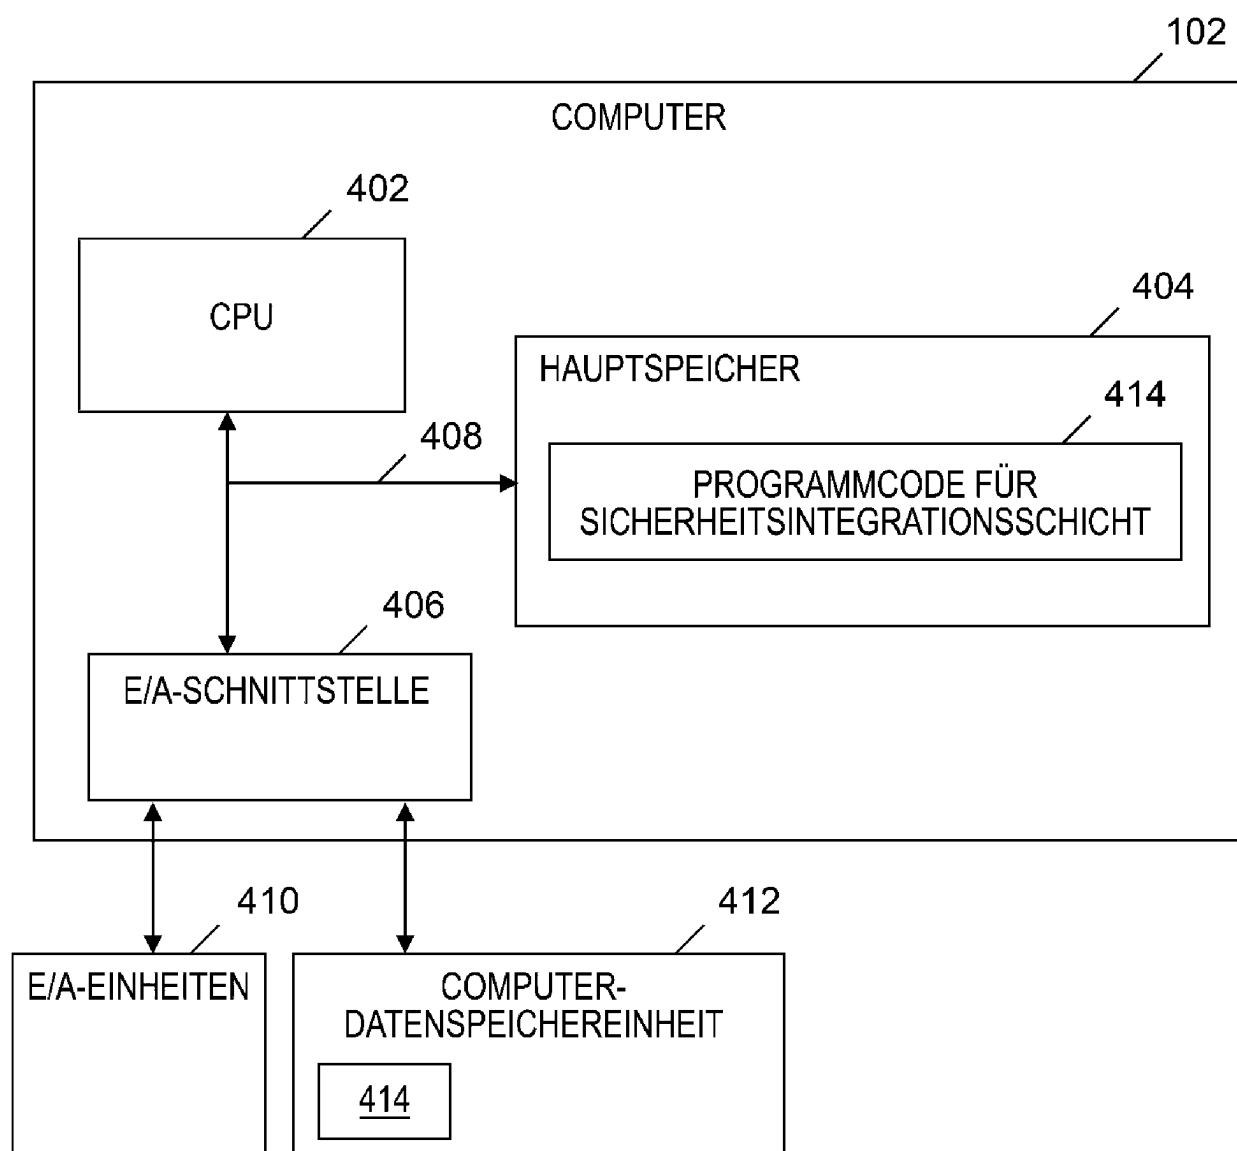 102
COMPUTER
402
CPU
404
HAUPTSPEICHER
414
408
PROGRAMMCODE FÜR
SICHERHEITSINTEGRATIONSSCHICHT
406
E/A-SCHNITTSTELLE
410
412
E/A-EINHEITEN
COMPUTER-
DATENSPEICHEREINHEIT
414